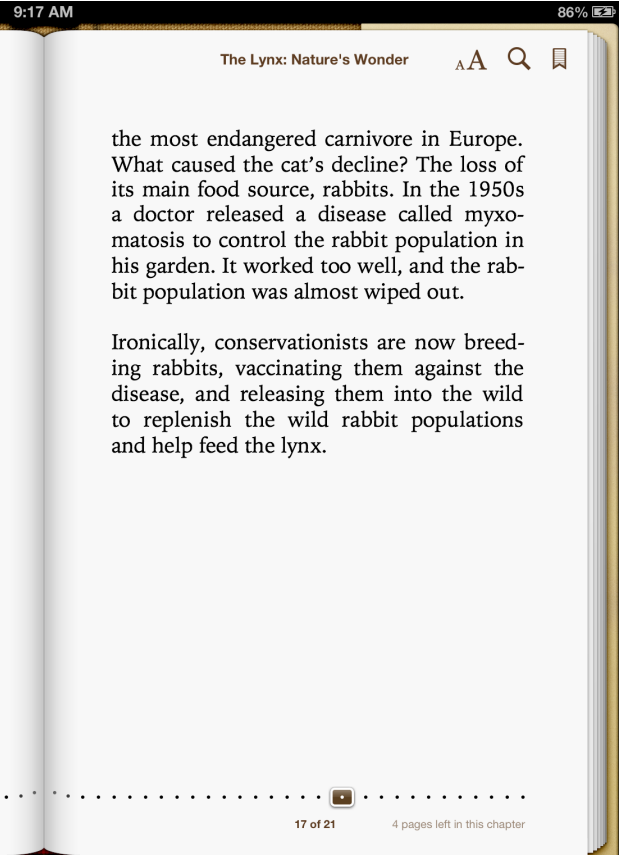 9:17 AM
86%
The Lynx: Nature's Wonder
AA
the most endangered carnivore in Europe.
What caused the cat’s decline? The loss of
its main food source, rabbits. In the 1950s
a doctor released a disease called myxo-
matosis to control the rabbit population in
his garden. It worked too well, and the rab-
bit population was almost wiped out.
Ironically, conservationists are now breed-
ing rabbits, vaccinating them against the
disease, and releasing them into the wild
to replenish the wild rabbit populations
and help feed the lynx.
17 of 21
4 pages left in this chapter